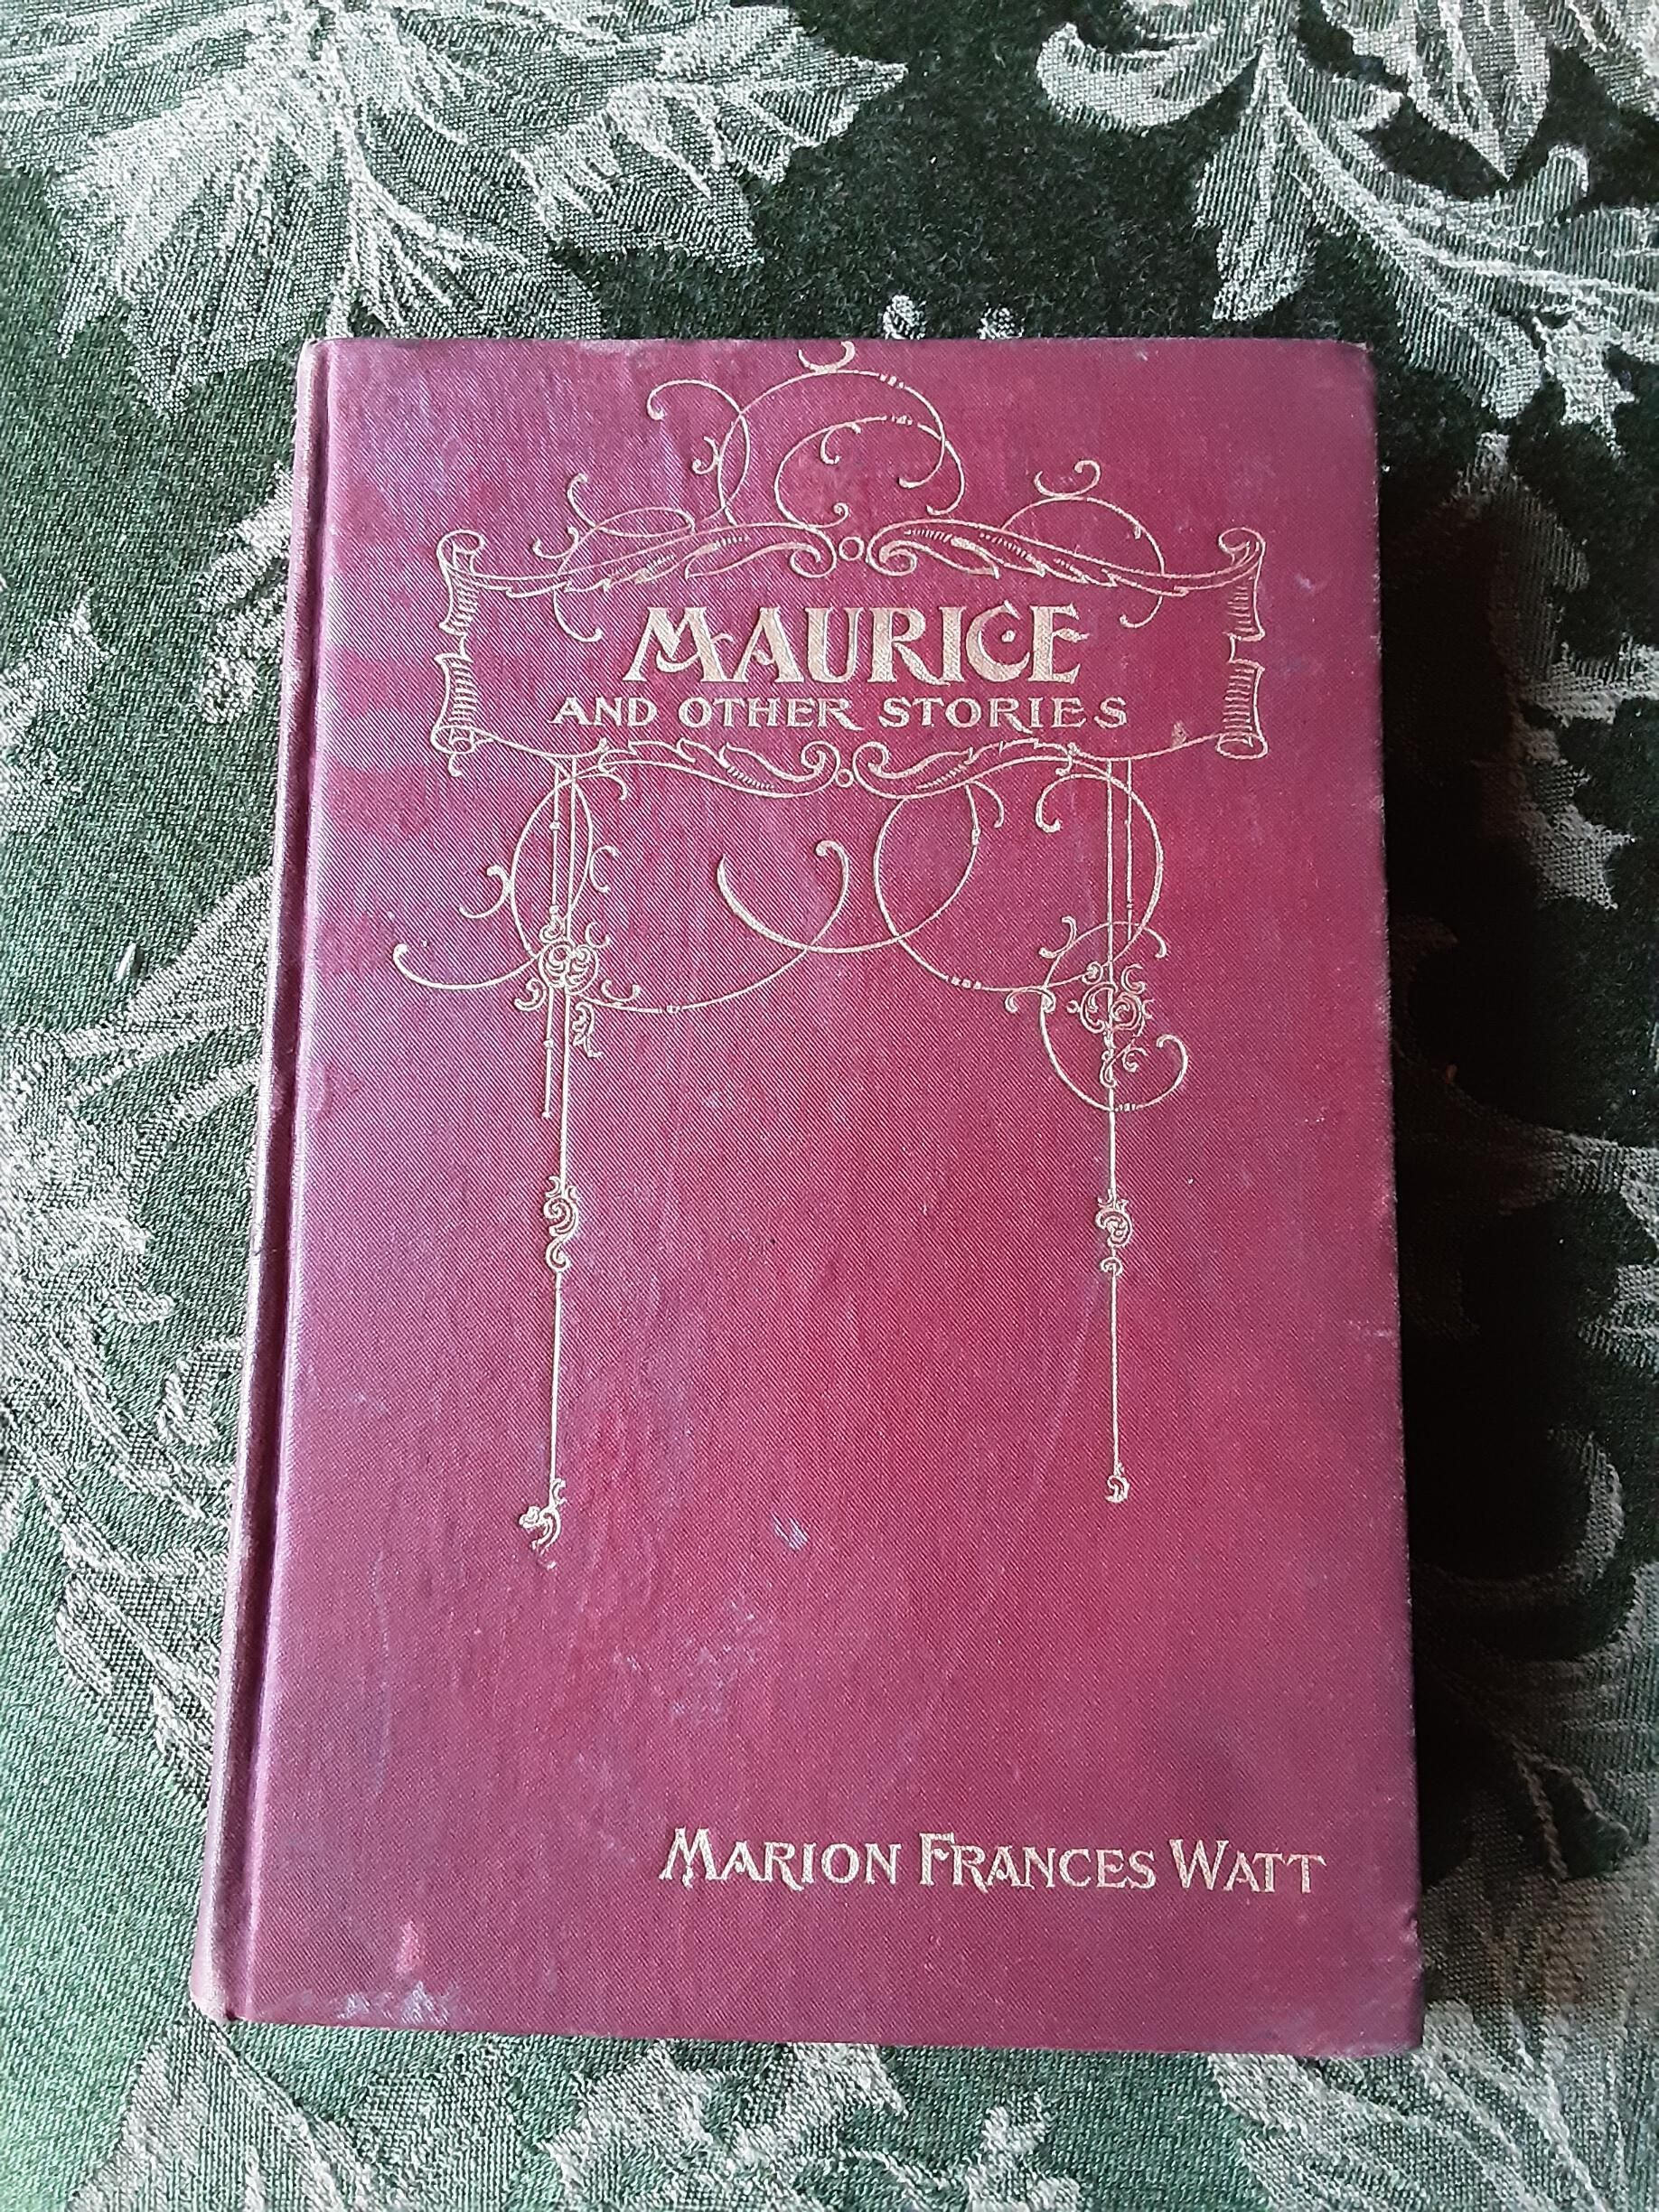 MAURICE
AND OTHER STORIES
MARION FRANCES WATT